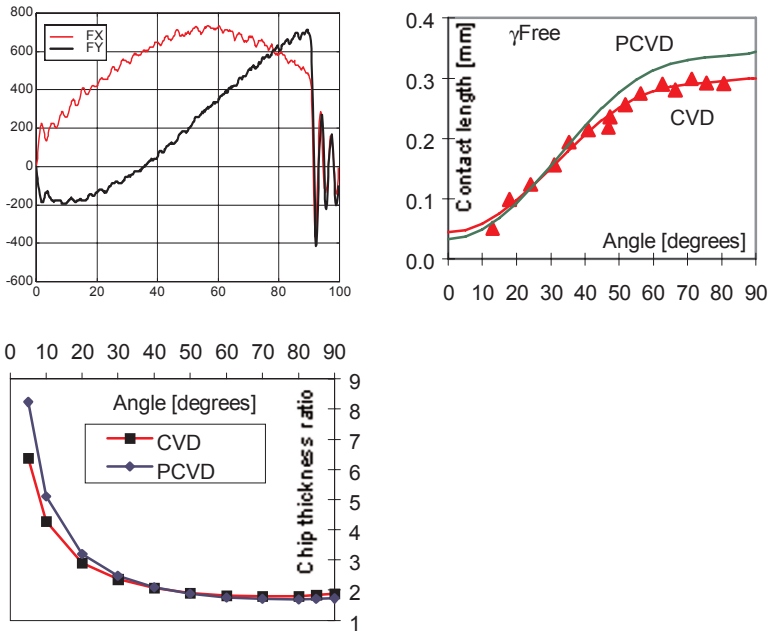 800
600
400
200
0
-200
-400
-600
FX
FY
0 20 40 60 80 100
γFree
PCVD
CVD
Contact length [mm]
0.4
0.3
0.2
0.1
0.0
Angle [degrees]
0 10 20 30 40 50 60 70 80 90
0 10 20 30 40 50 60 70 80 90
Angle [degrees]
CVD
PCVD
Chip thickness ratio
9
8
7
6
5
4
3
2
1